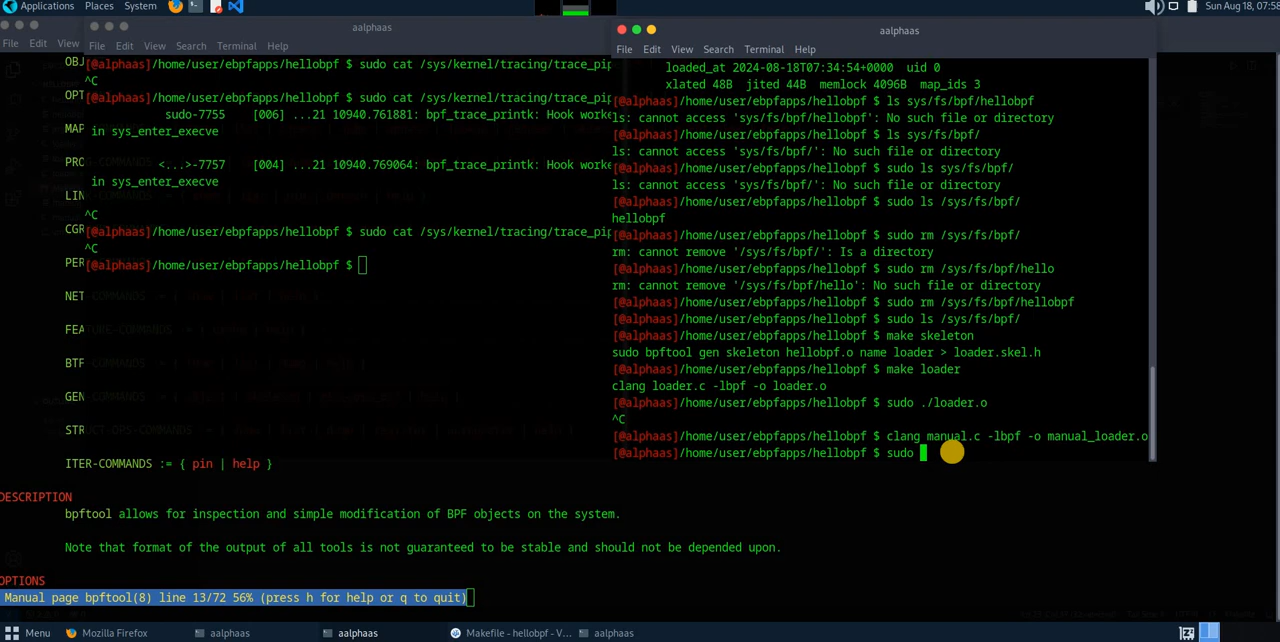 Applications Places System
Sun Aug 18, 07:58
File Edit View
aalphaas
File Edit View Search Terminal Help
[@alphaas]/home/user/ebpfapps/hellobpf $ sudo cat /sys/kernel/tracing/trace_pip
^C
[@alphaas]/home/user/ebpfapps/hellobpf $ sudo cat /sys/kernel/tracing/trace_pip
sudo-7755 [006] ...21 10940.761881: bpf_trace_printk: Hook worke
in sys_enter_execve
<...>-7757 [004] ...21 10940.769064: bpf_trace_printk: Hook worke
in sys_enter_execve
^C
[@alphaas]/home/user/ebpfapps/hellobpf $ sudo cat /sys/kernel/tracing/trace_pip
^C
[@alphaas]/home/user/ebpfapps/hellobpf $
aalphaas
File Edit View Search Terminal Help
loaded_at 2024-08-18T07:34:54+0000 uid 0
xlated 48B jited 44B memlock 4096B map_ids 3
[@alphaas]/home/user/ebpfapps/hellobpf $ ls sys/fs/bpf/hellobpf
ls: cannot access 'sys/fs/bpf/hellobpf': No such file or directory
[@alphaas]/home/user/ebpfapps/hellobpf $ ls sys/fs/bpf/
ls: cannot access 'sys/fs/bpf/': No such file or directory
[@alphaas]/home/user/ebpfapps/hellobpf $ sudo ls sys/fs/bpf/
ls: cannot access 'sys/fs/bpf/': No such file or directory
[@alphaas]/home/user/ebpfapps/hellobpf $ sudo ls /sys/fs/bpf/
hellobpf
[@alphaas]/home/user/ebpfapps/hellobpf $ sudo rm /sys/fs/bpf/
rm: cannot remove '/sys/fs/bpf/': Is a directory
[@alphaas]/home/user/ebpfapps/hellobpf $ sudo rm /sys/fs/bpf/hello
rm: cannot remove '/sys/fs/bpf/hello': No such file or directory
[@alphaas]/home/user/ebpfapps/hellobpf $ sudo rm /sys/fs/bpf/hellobpf
[@alphaas]/home/user/ebpfapps/hellobpf $ sudo ls /sys/fs/bpf/
[@alphaas]/home/user/ebpfapps/hellobpf $ make skeleton
sudo bpftool gen skeleton hellobpf.o name loader > loader.skel.h
[@alphaas]/home/user/ebpfapps/hellobpf $ make loader
clang loader.c -lbpf -o loader.o
[@alphaas]/home/user/ebpfapps/hellobpf $ sudo ./loader.o
^C
[@alphaas]/home/user/ebpfapps/hellobpf $ clang manual.c -lbpf -o manual_loader.o
[@alphaas]/home/user/ebpfapps/hellobpf $ sudo
OBJ
OPT
MAP
PRO
LIN
CGR
PER
NET
FEA
BTF
GEN
STR
ITER-COMMANDS := { pin | help }
DESCRIPTION
bpftool allows for inspection and simple modification of BPF objects on the system.
Note that format of the output of all tools is not guaranteed to be stable and should not be depended upon.
OPTIONS
Manual page bpftool(8) line 13/72 56% (press h for help or q to quit)
Menu Mozilla Firefox aalphaas aalphaas Makefile - hellobpf - V... aalphaas